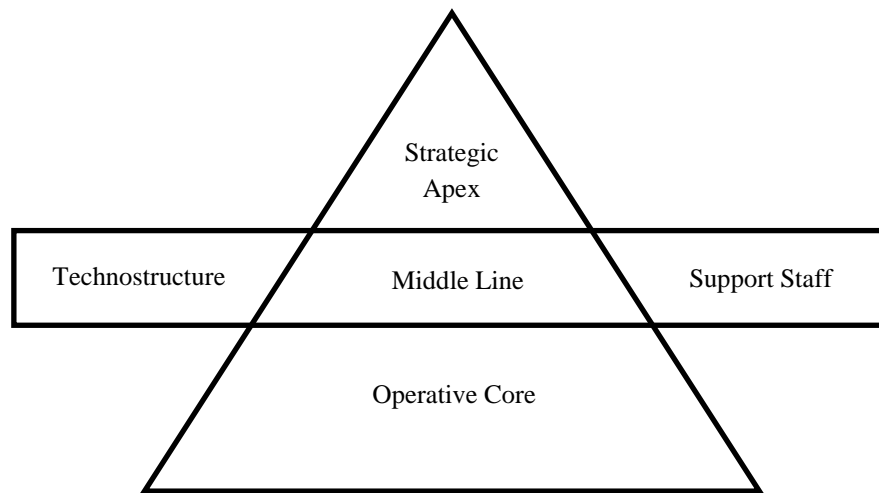 Strategic
Apex
Technostructure
Middle Line
Support Staff
Operative Core